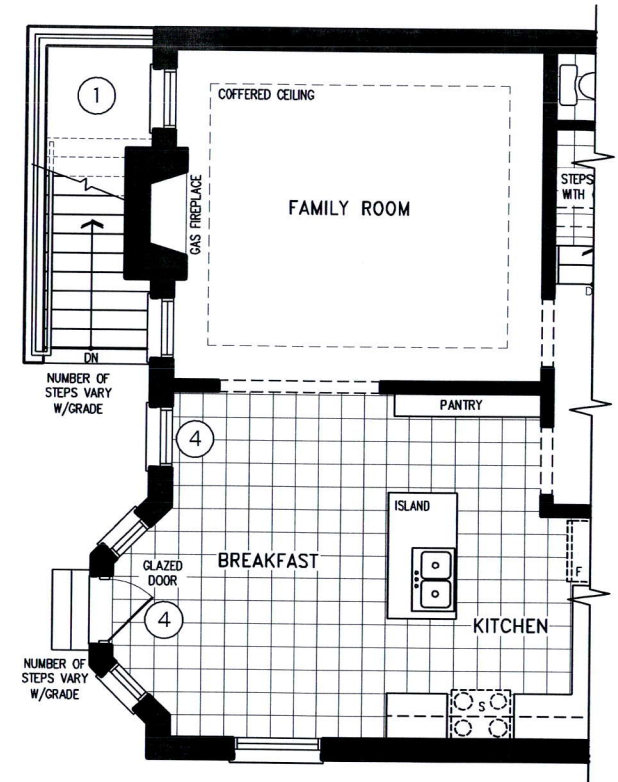 1
COFFERED CEILING
GAS FIREPLACE
FAMILY ROOM
STEPS
WITH
D
DN
NUMBER OF
STEPS VARY
W/GRADE
PANTRY
4
ISLAND
BREAKFAST
GLAZED
DOOR
F
4
KITCHEN
NUMBER OF
STEPS VARY
W/GRADE
S